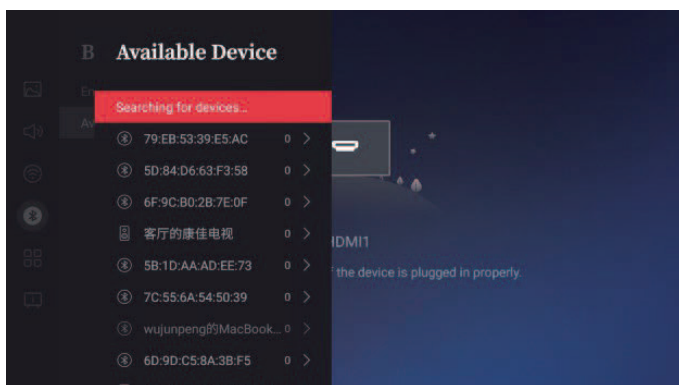 B Available Device
En
Searching for devices...
Av
79:EB:53:39:E5:AC 0
5D:84:D6:63:F3:58 0
6F:9C:B0:2B:7E:0F 0
客厅的康佳电视 0
IDMI1
5B:1D:AA:AD:EE:73 0
the device is plugged in properly.
7C:55:6A:54:50:39 0
wujunpeng的MacBook... 0
6D:9D:C5:8A:3B:F5 0